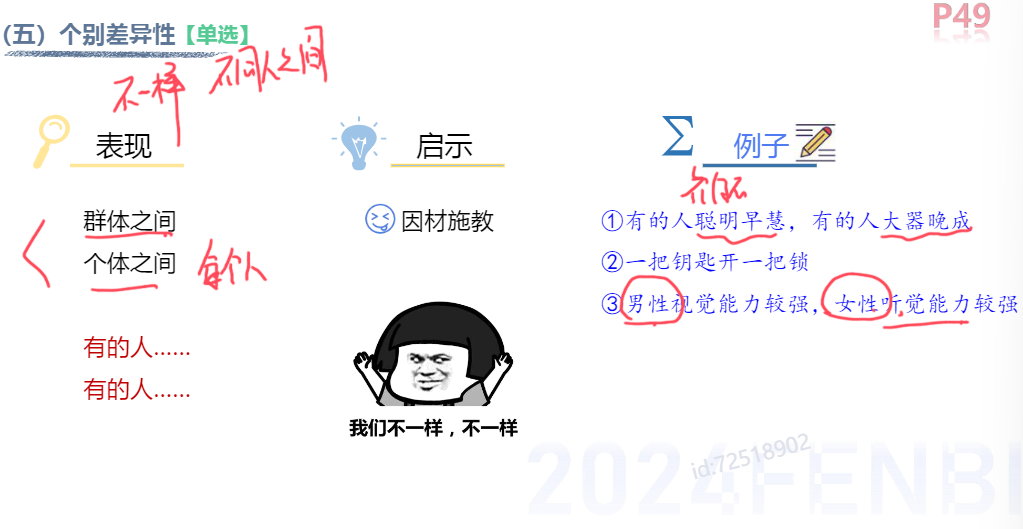 (五) 个别差异性【单选】
P49
不一样 不同人之间
表现
群体之间
个体之间 每个人
有的人......
有的人......
启示
因材施教
我们不一样，不一样
例子
①有的人聪明早慧，有的人大器晚成
②一把钥匙开一把锁
③男性视觉能力较强，女性听觉能力较强
id:72518902
2024FENBI